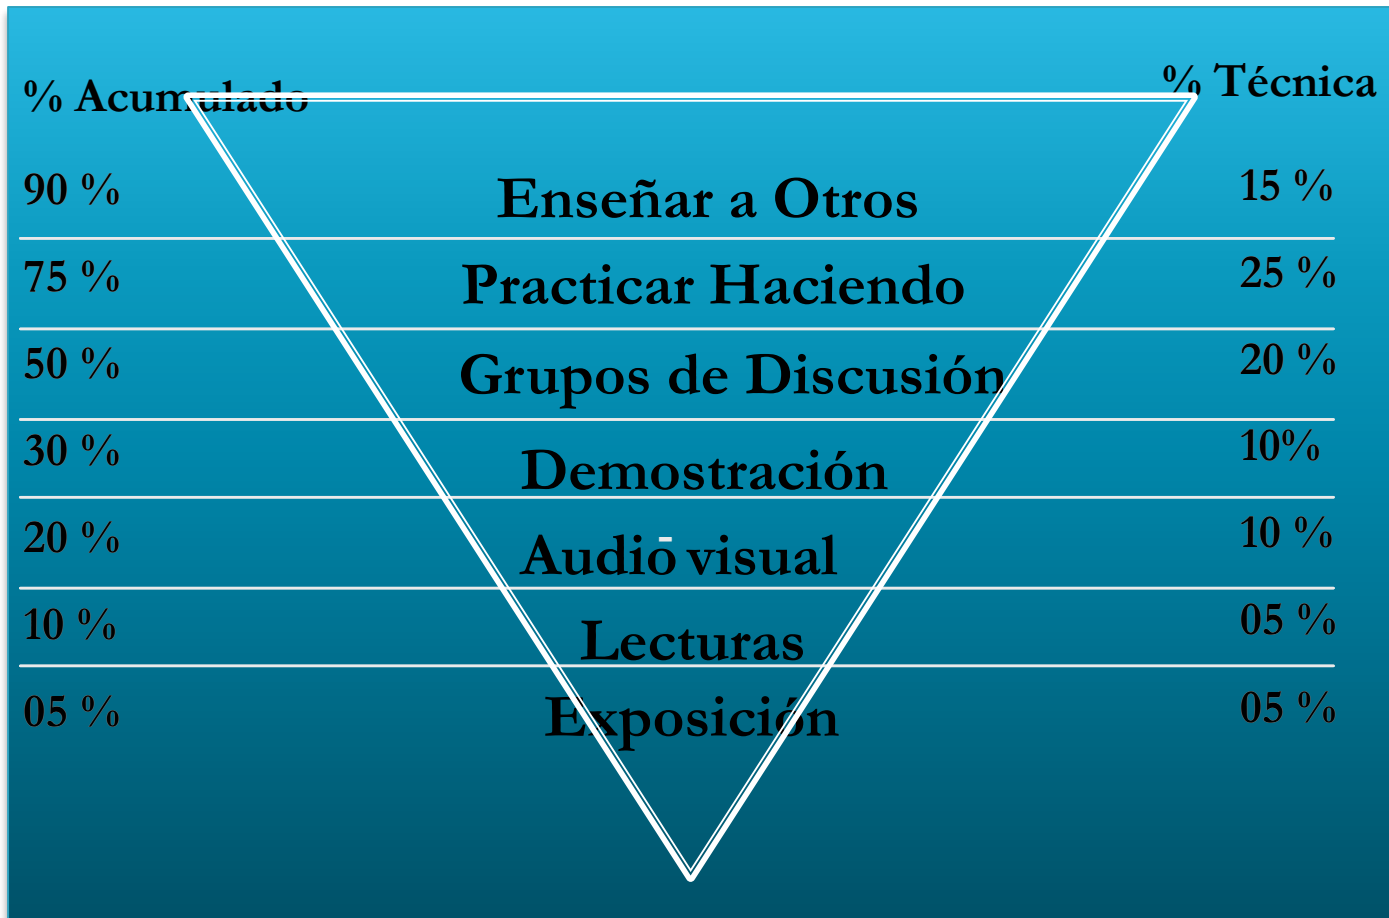 % Acumulado % Técnica
90 % Enseñar a Otros 15 %
75 % Practicar Haciendo 25 %
50 % Grupos de Discusión 20 %
30 % Demostración 10%
20 % Audio visual 10 %
10 % Lecturas 05 %
05 % Exposición 05 %